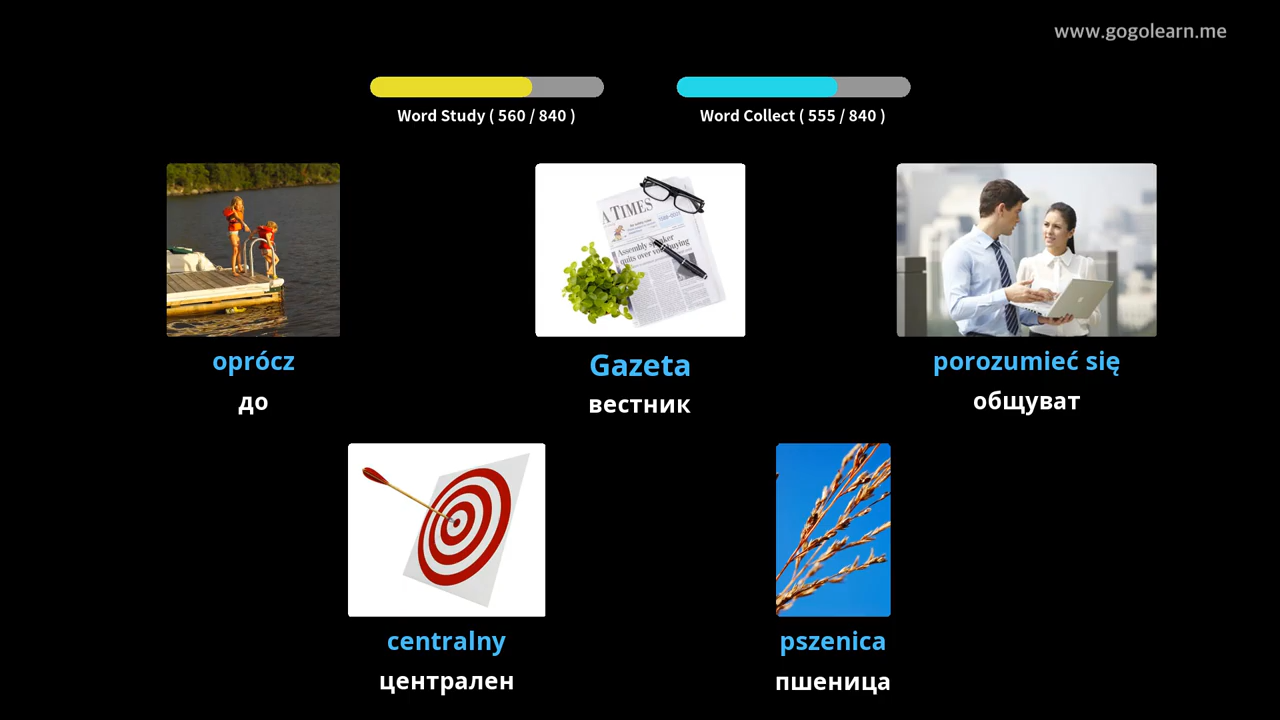 www.gogolearn.me
Word Study ( 560 / 840 )
Word Collect ( 555 / 840 )
A TIMES
oprócz
до
Gazeta
вестник
porozumieć się
общуват
centralny
централен
pszenica
пшеница